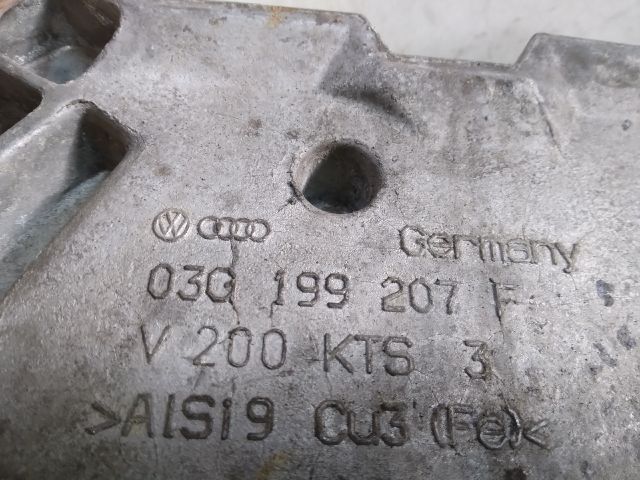 Germany
03G 199 207 F
V 200 KTS 3
>AlSi9 Cu3 (Fe)<